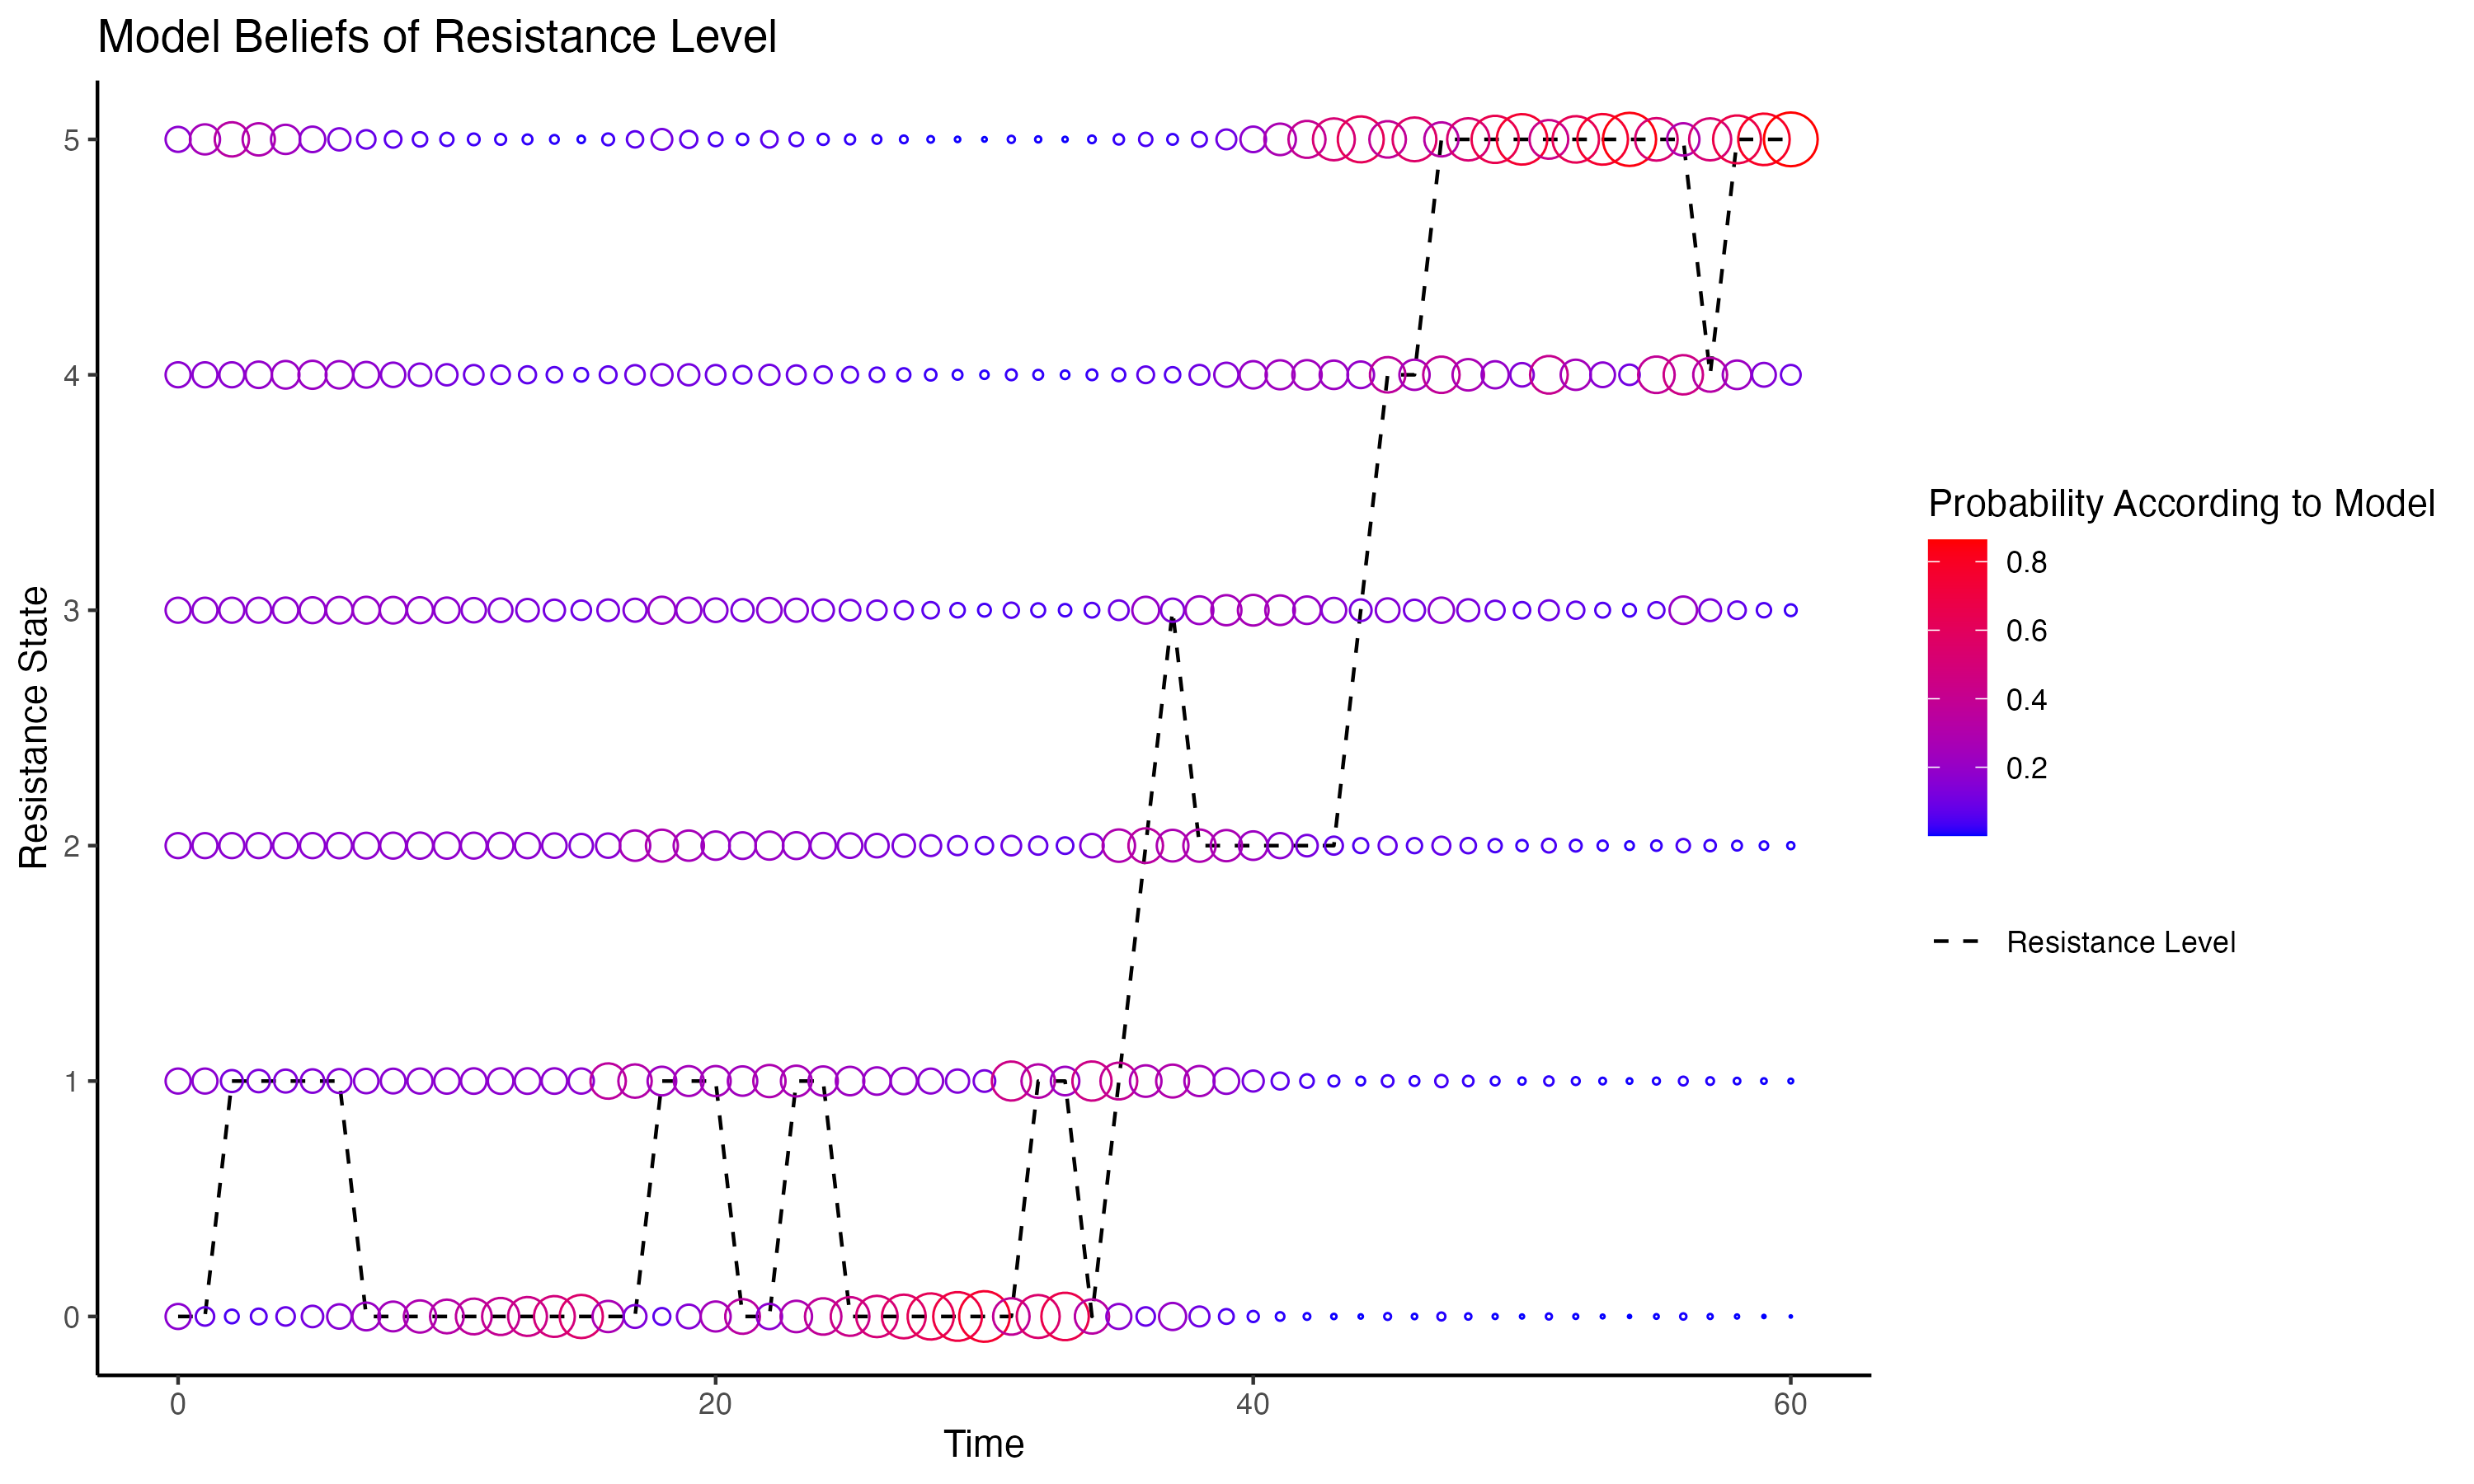 Model Beliefs of Resistance Level
Resistance State
5
4
3
2
1
0
0 20 40 60
Time
Probability According to Model
0.8
0.6
0.4
0.2
Resistance Level